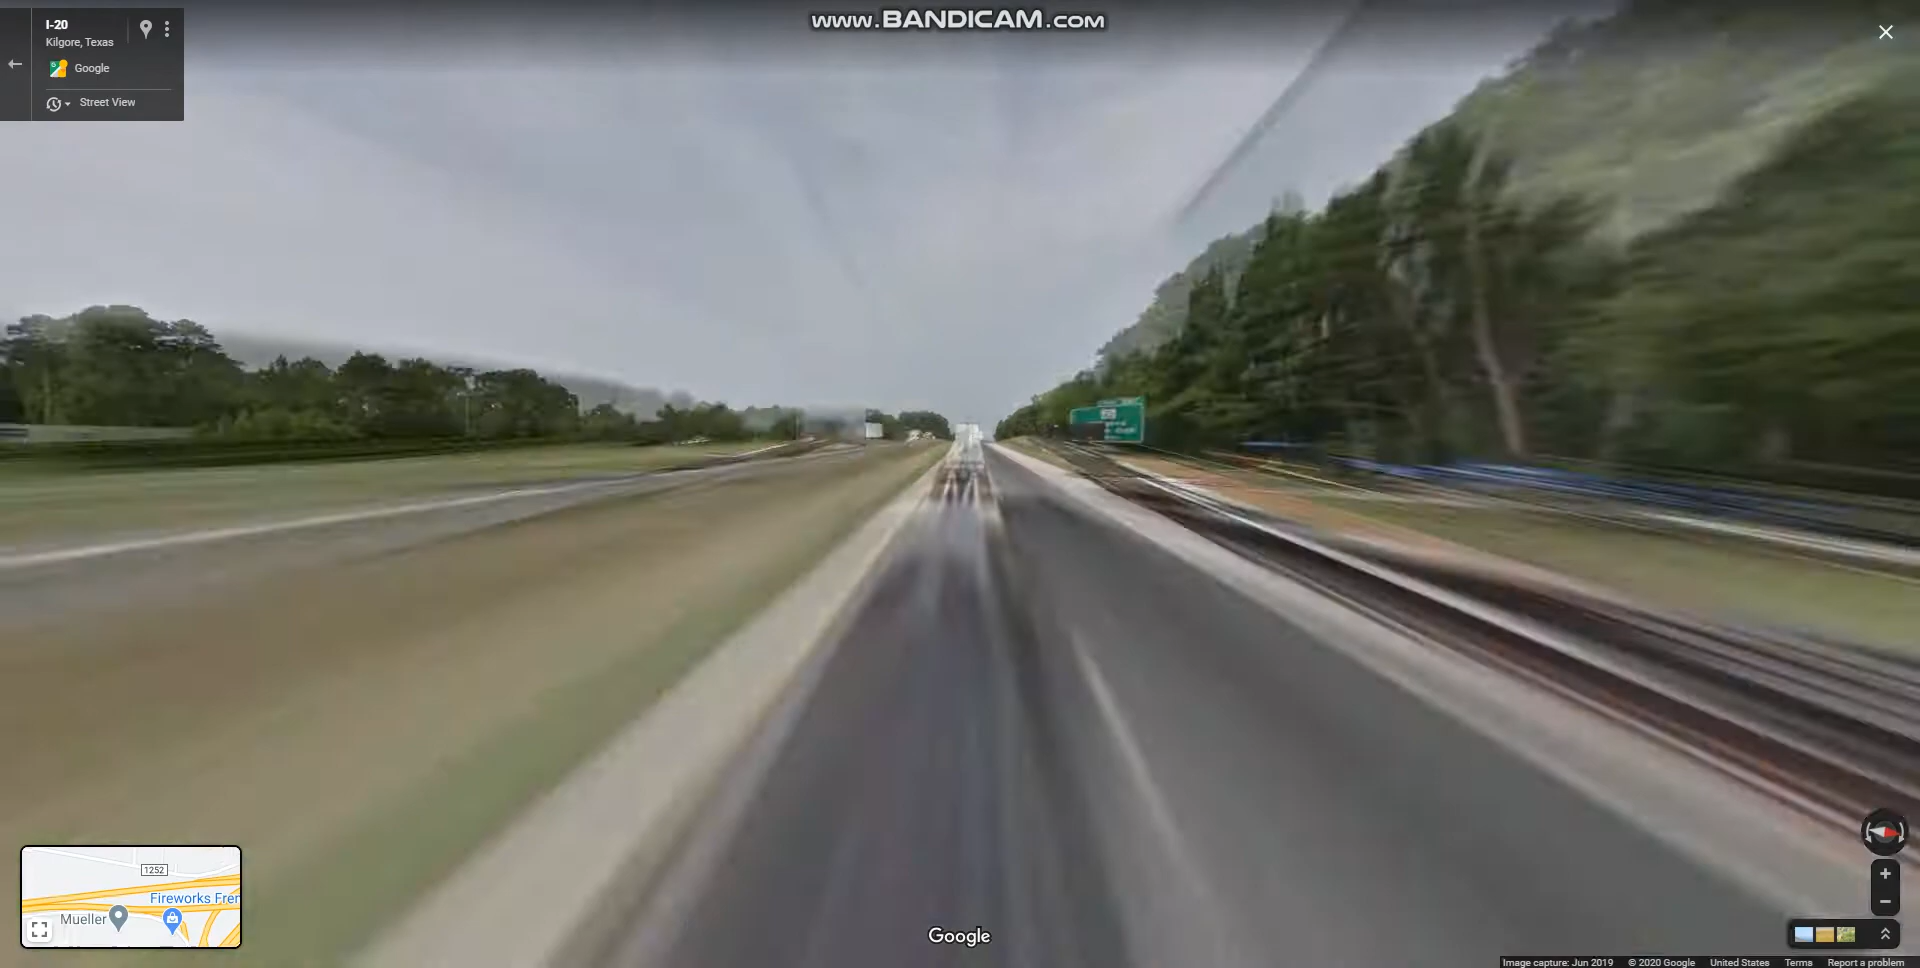 www.BANDICAM.com
I-20
Kilgore, Texas
Google
Street View
1252
Fireworks Fren
Mueller
Google
Image capture: Jun 2019 © 2020 Google United States Terms Report a problem